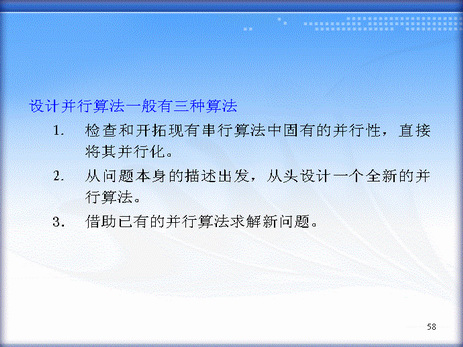 设计并行算法一般有三种算法
1. 检查和开拓现有串行算法中固有的并行性，直接
将其并行化。
2. 从问题本身的描述出发，从头设计一个全新的并
行算法。
3. 借助已有的并行算法求解新问题。
58